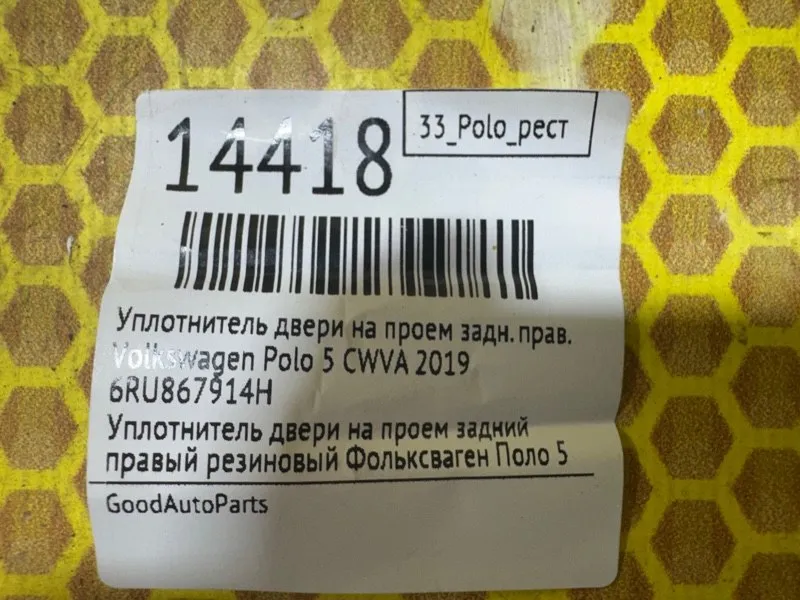 14418
33_Polo_рест
Уплотнитель двери на проем задн. прав.
Volkswagen Polo 5 CWVA 2019
6RU867914H
Уплотнитель двери на проем задний
правый резиновый Фольксваген Поло 5
GoodAutoParts